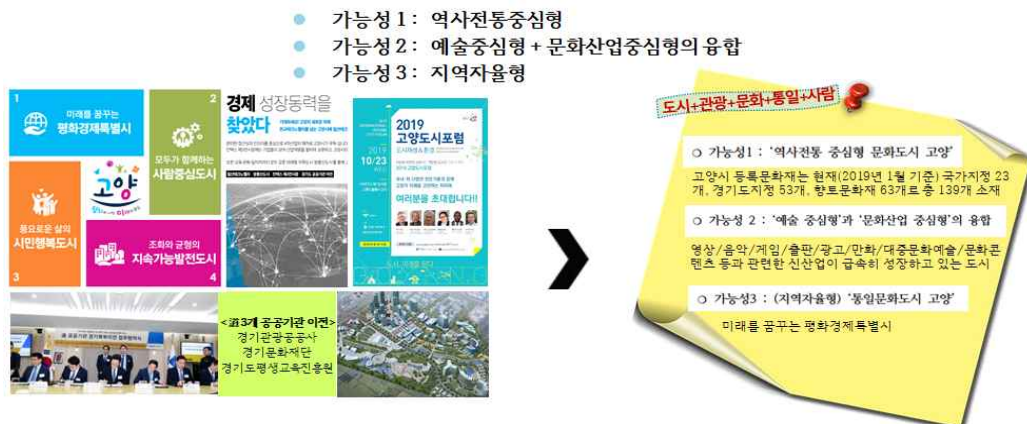 가능성 1 : 역사전통중심형
가능성 2 : 예술중심형 + 문화산업중심형의 융합
가능성 3 : 지역자율형
1
미래를 꿈꾸는
평화경제특별시
2
모두가 함께하는
사람중심도시
고양
풍요로운 삶의
시민행복도시
3
조화와 균형의
지속가능발전도시
4
경제 성장동력을
찾았다
2019
10/23
2019
고양도시포럼
도시재생&환경
여러분을 초대합니다!!
<道 3개 공공기관 이전>
경기관광공사
경기문화재단
경기도평생교육진흥원
도시+관광+문화+통일+사람
○ 가능성1 : '역사전통 중심형 문화도시 고양'
고양시 등록문화재는 현재(2019년 1월 기준) 국가지정 23
개, 경기도지정 53개, 향토문화재 63개로 총 139개 소재
○ 가능성 2 : '예술 중심형'과 '문화산업 중심형'의 융합
영상/음악/게임/출판/광고/만화/대중문화예술/문화콘
텐츠 등과 관련한 신산업이 급속히 성장하고 있는 도시
○ 가능성3 : (지역자율형) '통일문화도시 고양'
미래를 꿈꾸는 평화경제특별시